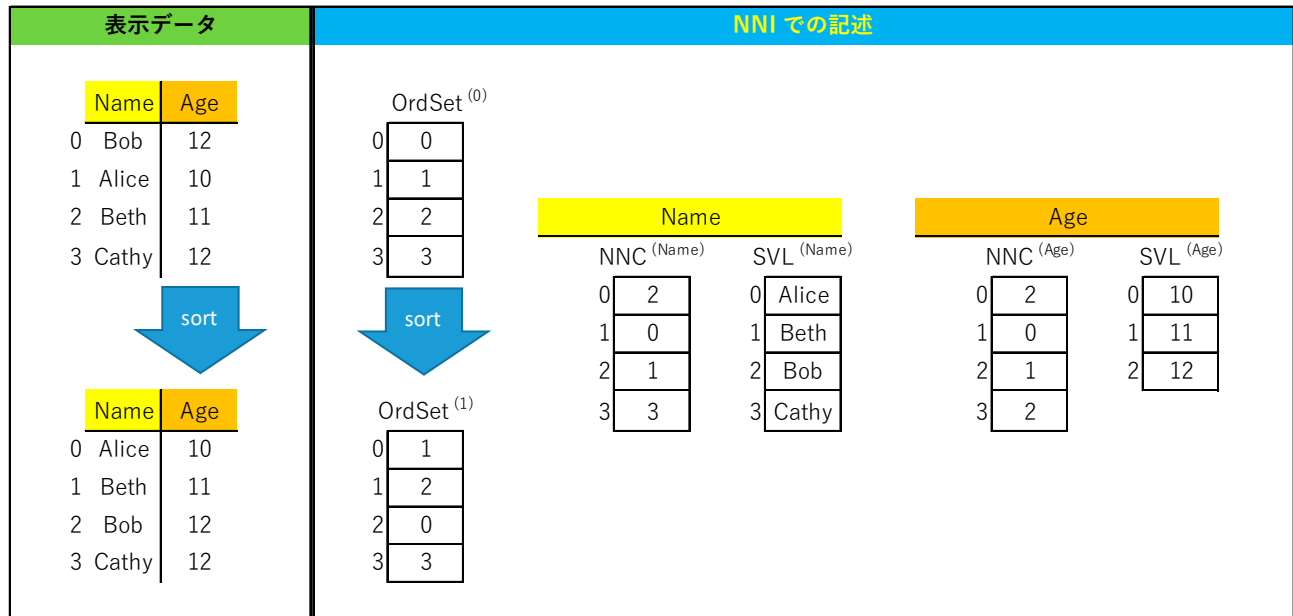 表示データ
NNI での記述
Name Age
0 Bob 12
1 Alice 10
2 Beth 11
3 Cathy 12
sort
Name Age
0 Alice 10
1 Beth 11
2 Bob 12
3 Cathy 12
OrdSet (0)
0 0
1 1
2 2
3 3
sort
OrdSet (1)
0 1
1 2
2 0
3 3
Name
NNC (Name) SVL (Name)
0 2 0 Alice
1 0 1 Beth
2 1 2 Bob
3 3 3 Cathy
Age
NNC (Age) SVL (Age)
0 2 0 10
1 0 1 11
2 1 2 12
3 2